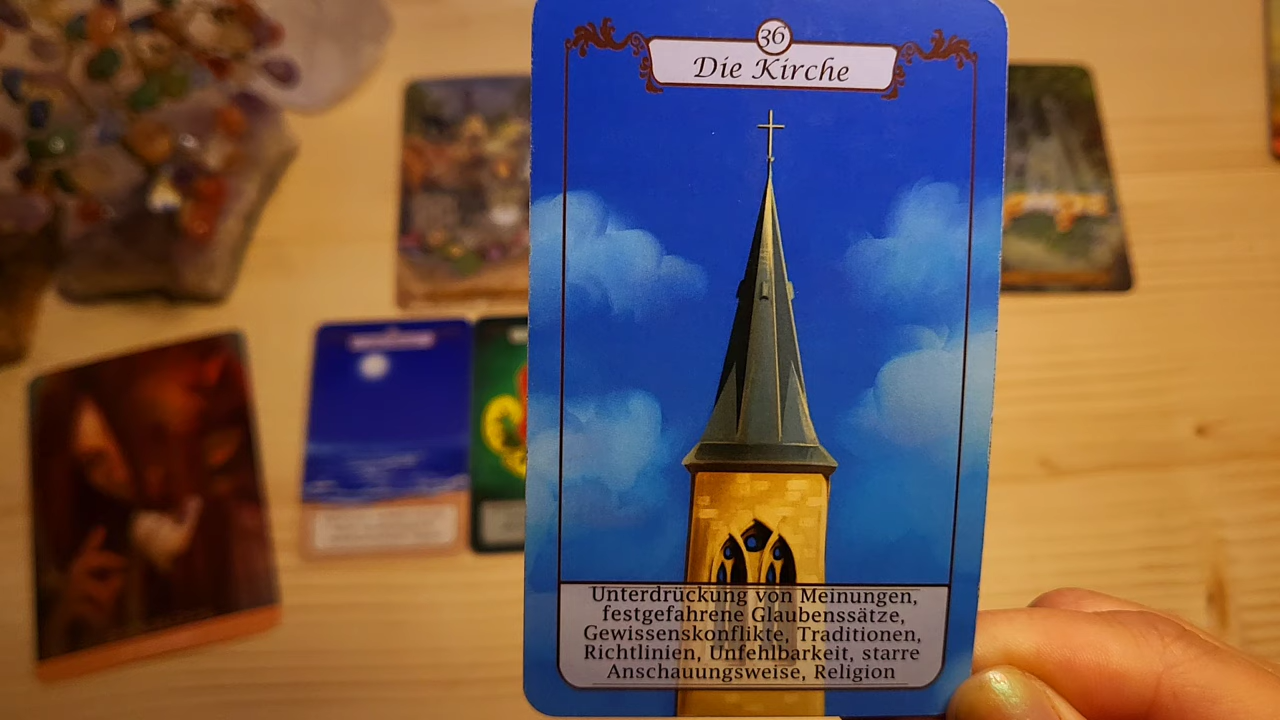 36
Die Kirche
Unterdrückung von Meinungen,
festgefahrene Glaubenssätze,
Gewissenskonflikte, Traditionen,
Richtlinien, Unfehlbarkeit, starre
Anschauungsweise, Religion